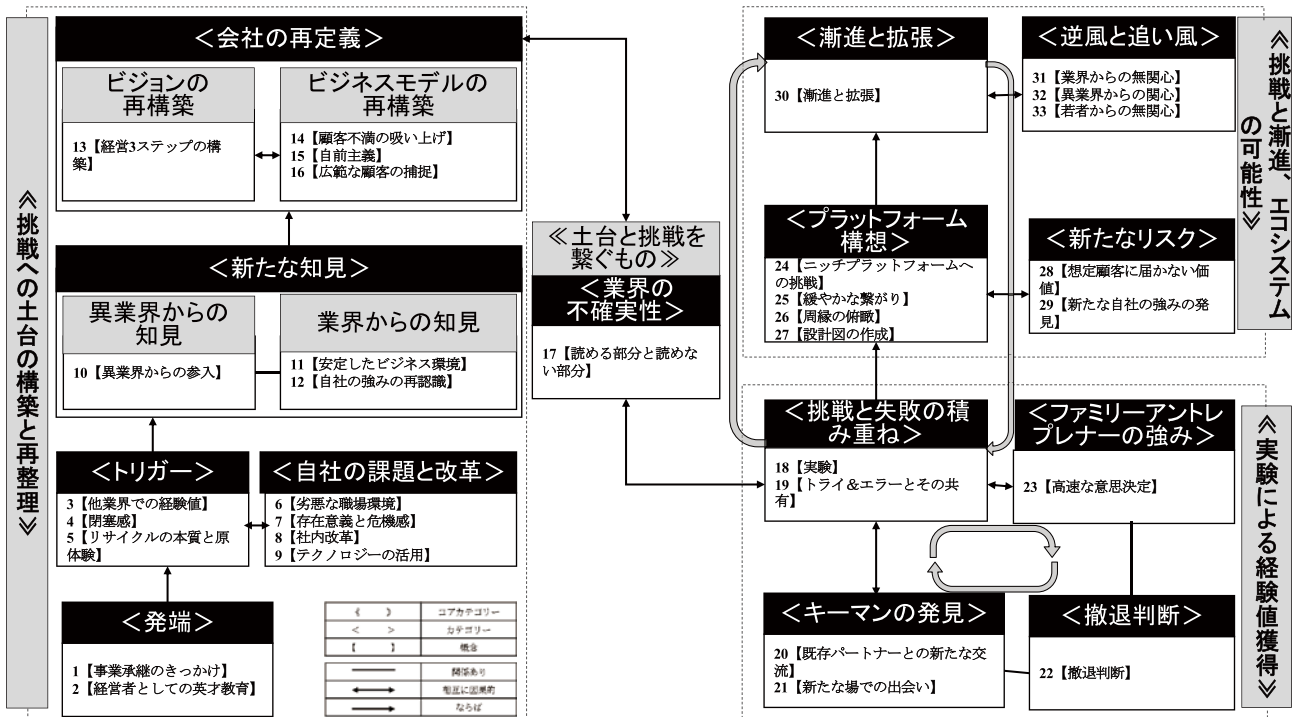 ≪挑戦への土台の構築と再整理≫
＜会社の再定義＞
ビジョンの
再構築
13【経営3ステップの構
築】
ビジネスモデルの
再構築
14【顧客不満の吸い上げ】
15【自前主義】
16【広範な顧客の捕捉】
＜新たな知見＞
異業界からの
知見
10【異業界からの参入】
業界からの知見
11【安定したビジネス環境】
12【自社の強みの再認識】
＜トリガー＞
3【他業界での経験値】
4【閉塞感】
5【リサイクルの本質と原
体験】
＜自社の課題と改革＞
6【劣悪な職場環境】
7【存在意義と危機感】
8【社内改革】
9【テクノロジーの活用】
＜発端＞
1【事業承継のきっかけ】
2【経営者としての英才教育】
《　》 コアカテゴリー
＜　＞ カテゴリー
【　】 概念
関係あり
相互に因果的
ならば
≪土台と挑戦を
繋ぐもの≫
＜業界の
不確実性＞
17【読める部分と読めな
い部分】
＜漸進と拡張＞
30【漸進と拡張】
＜逆風と追い風＞
31【業界からの無関心】
32【異業界からの関心】
33【若者からの無関心】
≪挑戦と漸進、エコシステム
の可能性≫
＜プラットフォーム
構想＞
24【ニッチプラットフォームへ
の挑戦】
25【緩やかな繋がり】
26【周縁の俯瞰】
27【設計図の作成】
＜新たなリスク＞
28【想定顧客に届かない価
値】
29【新たな自社の強みの発
見】
＜挑戦と失敗の積
み重ね＞
18【実験】
19【トライ＆エラーとその共
有】
＜ファミリーアントレ
プレナーの強み＞
23【高速な意思決定】
≪実験による経験値獲得≫
＜キーマンの発見＞
20【既存パートナーとの新たな交
流】
21【新たな場での出会い】
＜撤退判断＞
22【撤退判断】